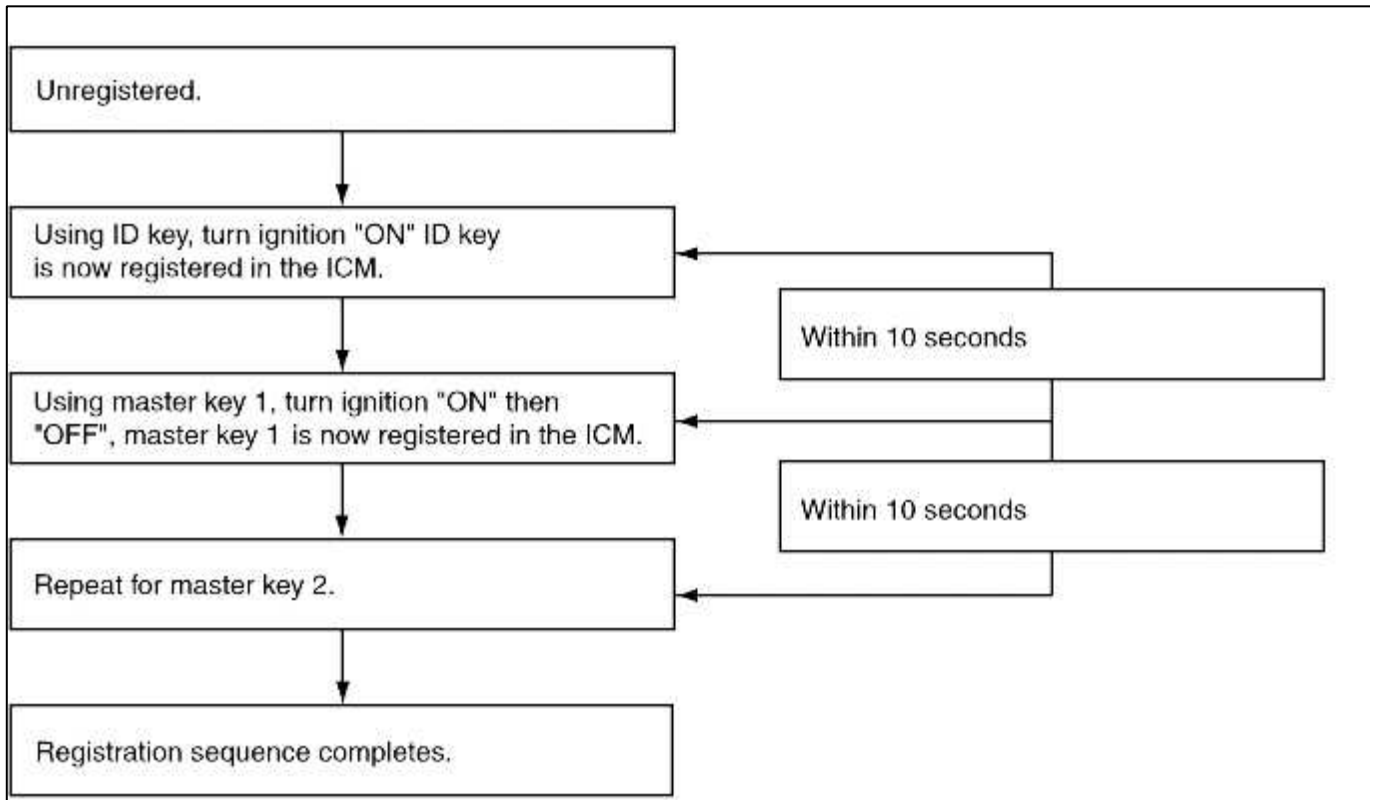 Unregistered.
Using ID key, turn ignition "ON" ID key
is now registered in the ICM.
Within 10 seconds
Using master key 1, turn ignition "ON" then
"OFF", master key 1 is now registered in the ICM.
Within 10 seconds
Repeat for master key 2.
Registration sequence completes.